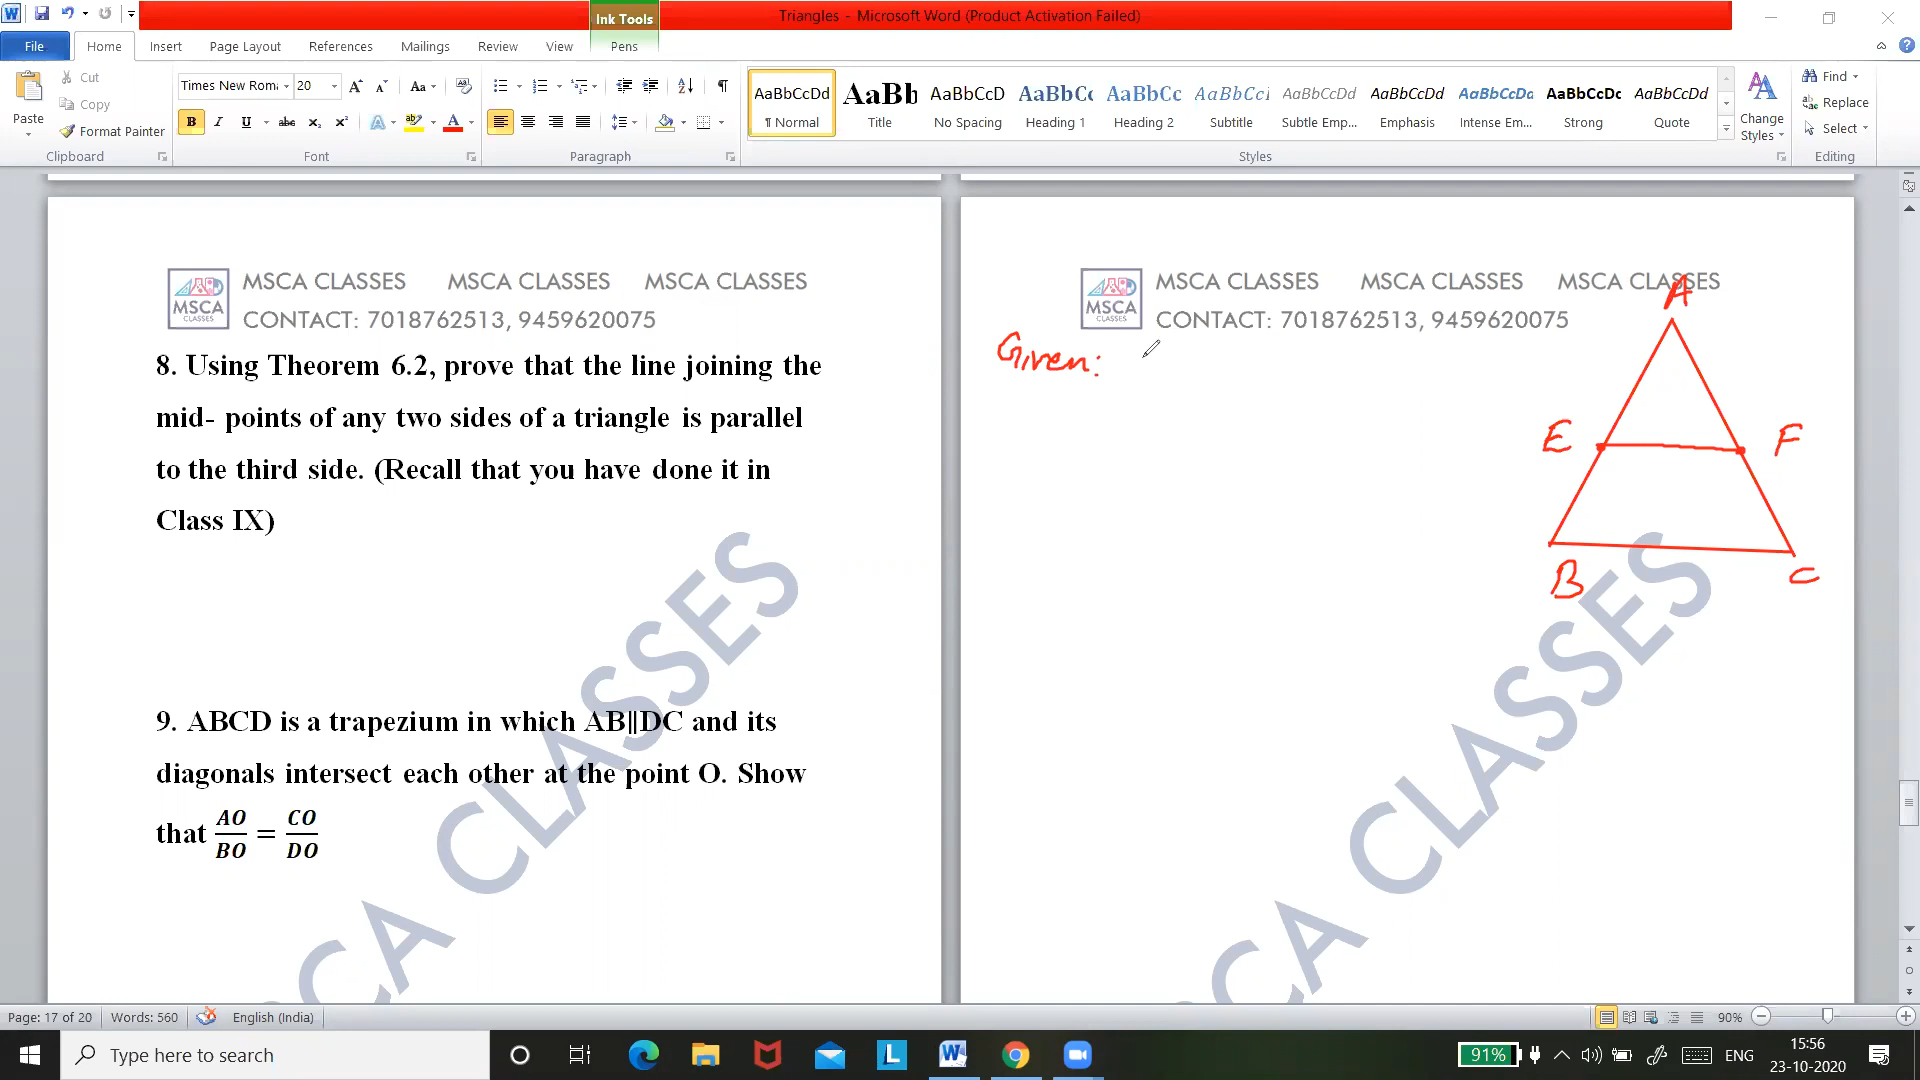 Ink Tools
Triangles - Microsoft Word (Product Activation Failed)
File Home Insert Page Layout References Mailings Review View Pens
Paste
Cut
Copy
Format Painter
Clipboard
Times New Rom 20
Font
Paragraph
AaBbCcDd AaBb AaBbCcD AaBbCc AaBbCc AaBbCcI AaBbCcDd AaBbCcDd AaBbCcDd AaBbCcDc AaBbCcDd
¶ Normal Title No Spacing Heading 1 Heading 2 Subtitle Subtle Emp... Emphasis Intense Em... Strong Quote
Styles
Change Styles
Find
Replace
Select
Editing
MSCA CLASSES
MSCA CLASSES MSCA CLASSES MSCA CLASSES
CONTACT: 7018762513, 9459620075
8. Using Theorem 6.2, prove that the line joining the
mid- points of any two sides of a triangle is parallel
to the third side. (Recall that you have done it in
Class IX)
9. ABCD is a trapezium in which AB∥DC and its
diagonals intersect each other at the point O. Show
that AO/BO = CO/DO
MSCA CLASSES
MSCA CLASSES
MSCA CLASSES MSCA CLASSES MSCA CLASSES
CONTACT: 7018762513, 9459620075
Given:
A
E F
B C
MSCA CLASSES
Page: 17 of 20 Words: 560 English (India) 90%
Type here to search
91% ENG 15:56
23-10-2020